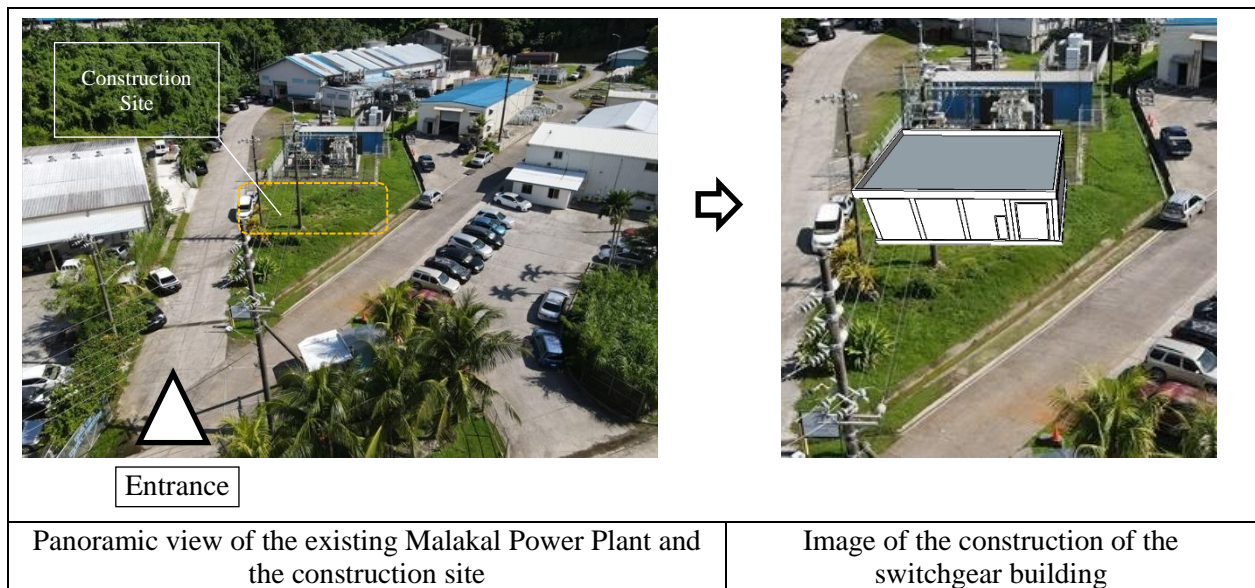 Construction
Site
Entrance
Panoramic view of the existing Malakal Power Plant and
the construction site
Image of the construction of the
switchgear building